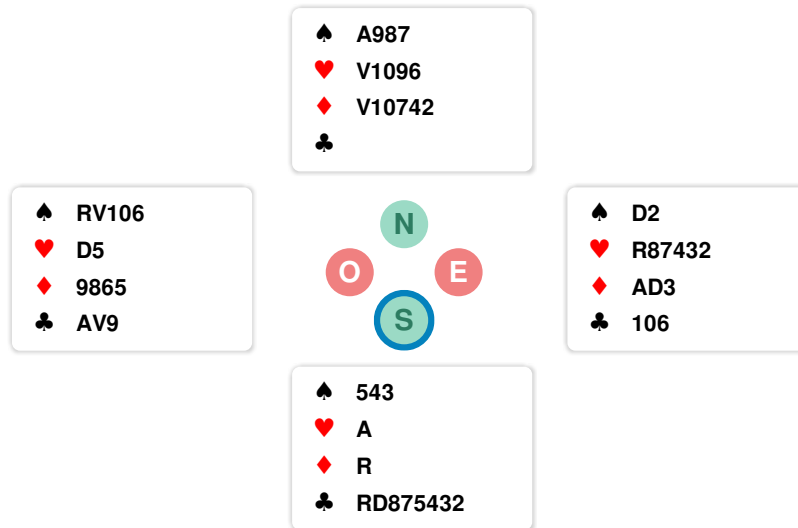 ♠ A987
♥ V1096
♦ V10742
♣
♠ RV106
♥ D5
♦ 9865
♣ AV9
N
O E
S
♠ D2
♥ R87432
♦ AD3
♣ 106
♠ 543
♥ A
♦ R
♣ RD875432